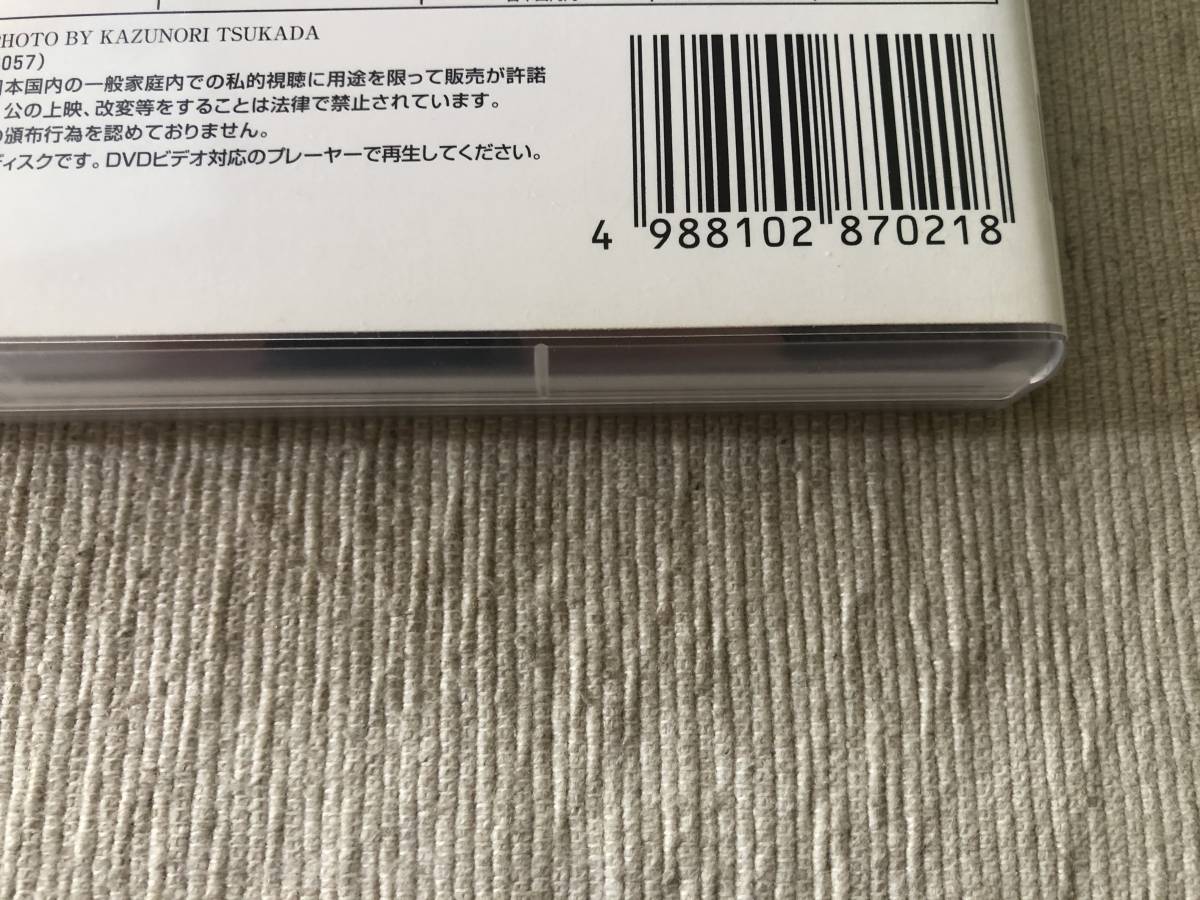 PHOTO BY KAZUNORI TSUKADA
057)
日本国内の一般家庭内での私的視聴に用途を限って販売が許諾
公の上映、改変等をすることは法律で禁止されています。
の頒布行為を認めておりません。
ディスクです。DVDビデオ対応のプレーヤーで再生してください。
4 988102 870218